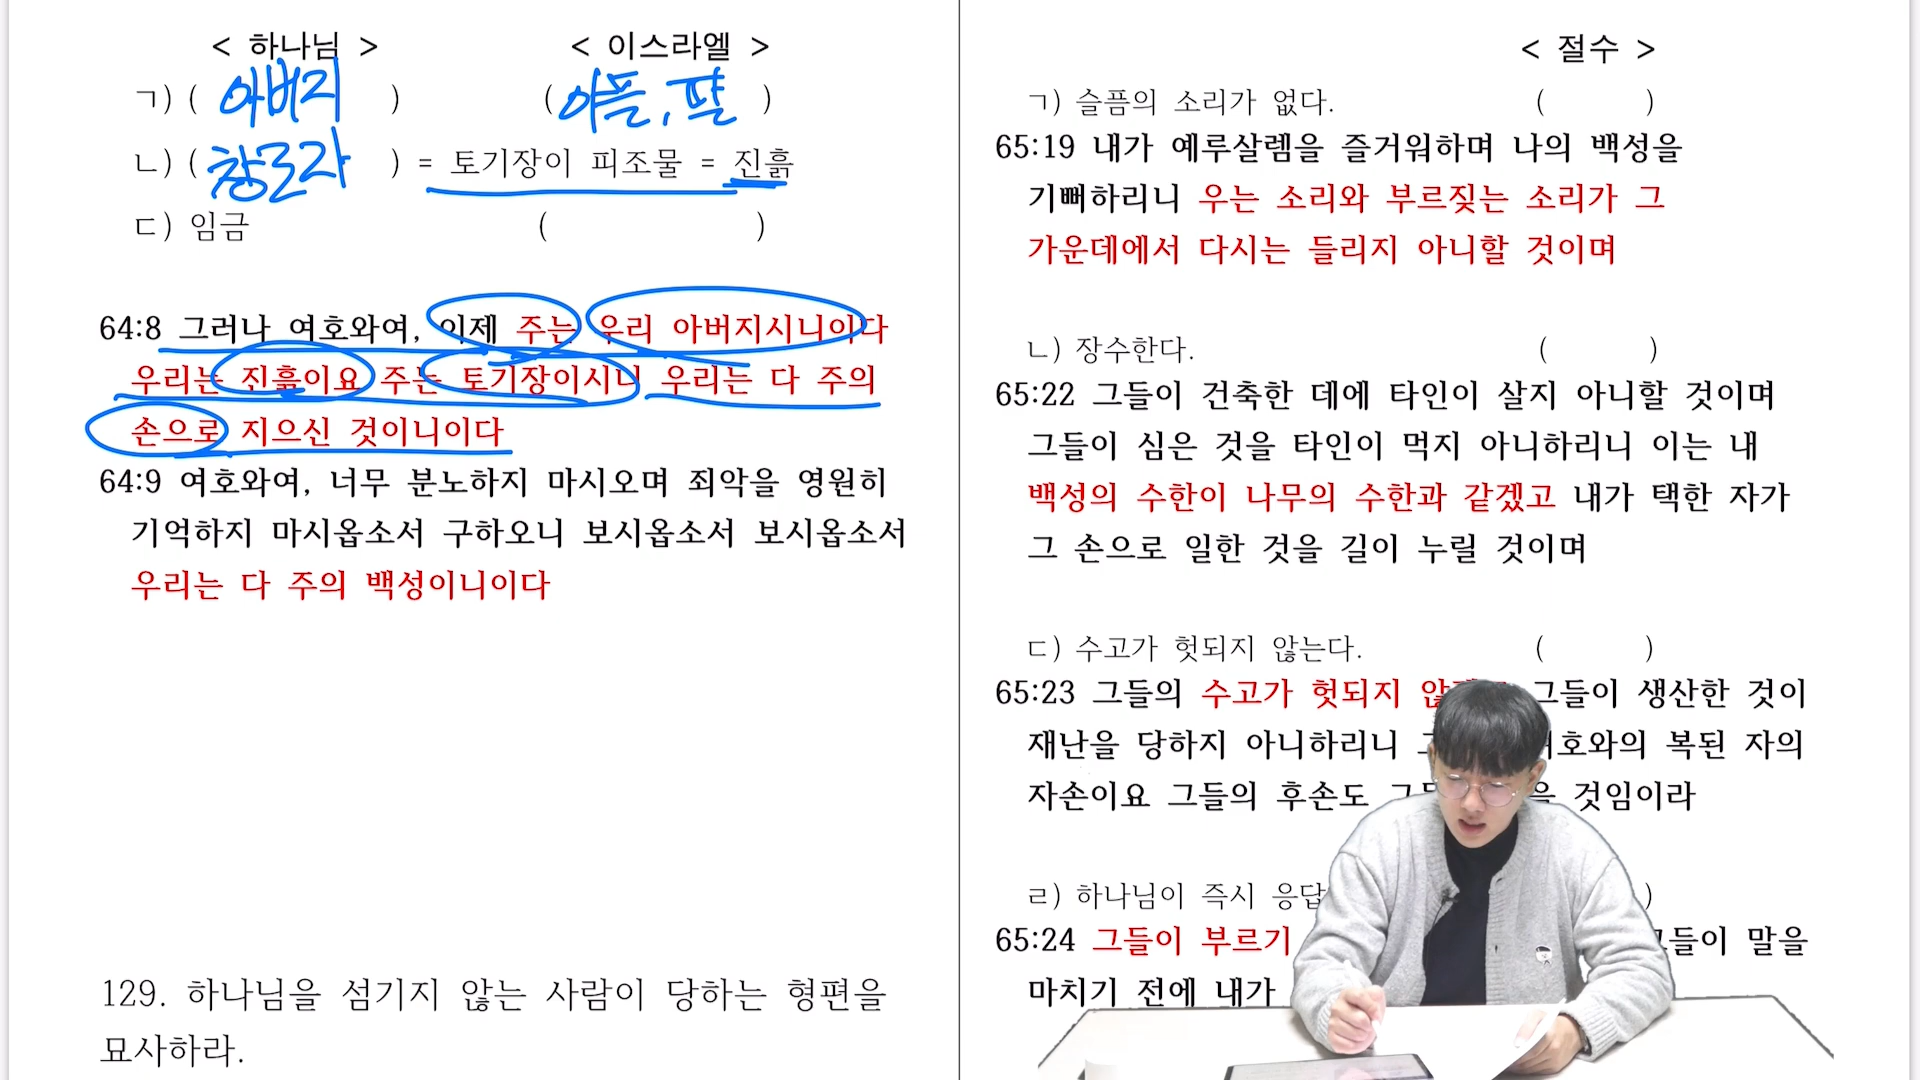 < 하나님 > < 이스라엘 >
ㄱ) ( 아버지 ) ( 아들, 딸 )
ㄴ) ( 창조자 ) = 토기장이 피조물 = 진흙
ㄷ) 임금 ( )
64:8 그러나 여호와여, 이제 주는 우리 아버지시니이다
우리는 진흙이요 주는 토기장이시니 우리는 다 주의
손으로 지으신 것이니이다
64:9 여호와여, 너무 분노하지 마시오며 죄악을 영원히
기억하지 마시옵소서 구하오니 보시옵소서 보시옵소서
우리는 다 주의 백성이니이다
129. 하나님을 섬기지 않는 사람이 당하는 형편을
묘사하라.
< 절수 >
ㄱ) 슬픔의 소리가 없다. ( )
65:19 내가 예루살렘을 즐거워하며 나의 백성을
기뻐하리니 우는 소리와 부르짖는 소리가 그
가운데에서 다시는 들리지 아니할 것이며
ㄴ) 장수한다. ( )
65:22 그들이 건축한 데에 타인이 살지 아니할 것이며
그들이 심은 것을 타인이 먹지 아니하리니 이는 내
백성의 수한이 나무의 수한과 같겠고 내가 택한 자가
그 손으로 일한 것을 길이 누릴 것이며
ㄷ) 수고가 헛되지 않는다. ( )
65:23 그들의 수고가 헛되지 그들이 생산한 것이
재난을 당하지 아니하리니 여호와의 복된 자의
자손이요 그들의 후손도 것임이라
ㄹ) 하나님이 즉시 응답 )
65:24 그들이 부르기 그들이 말을
마치기 전에 내가